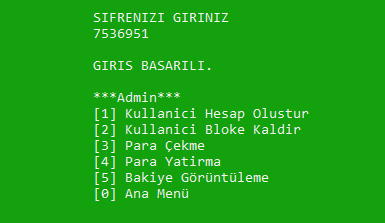 SIFRENIZI GIRINIZ
7536951
GIRIS BASARILI.
***Admin***
[1] Kullanici Hesap Olustur
[2] Kullanici Bloke Kaldir
[3] Para Çekme
[4] Para Yatirma
[5] Bakiye Görüntüleme
[0] Ana Menü